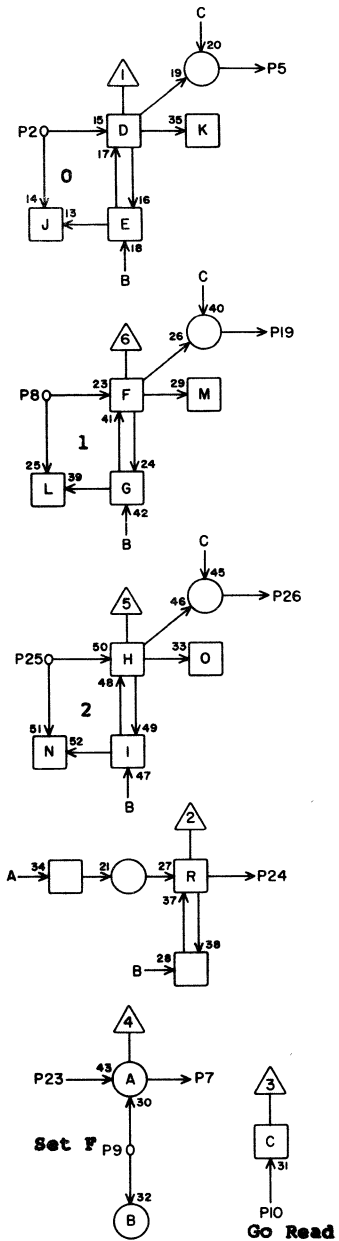 C
20
1
19
P5
P2
15
D
35
K
17
0
14
16
J
13
E
18
B
C
40
6
26
P19
P8
23
F
29
M
41
1
25
24
L
39
G
42
B
C
45
5
46
P26
P25
50
H
33
O
48
2
51
49
N
52
I
47
B
2
A
34
21
27
R
P24
37
38
28
B
4
43
P23
A
P7
30
3
Set F
P9
C
31
32
B
P10
Go Read